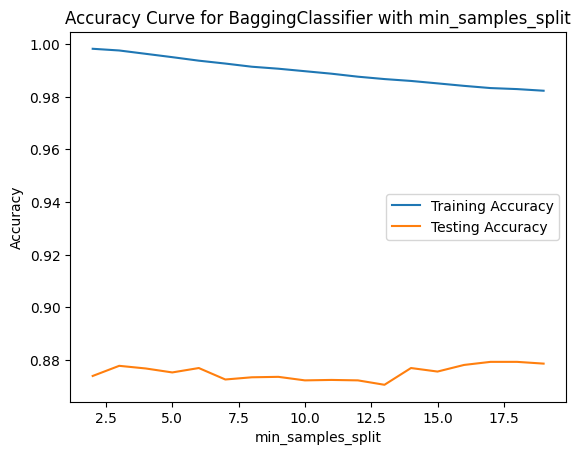 Accuracy Curve for BaggingClassifier with min_samples_split
1.00
0.98
0.96
0.94
0.92
0.90
0.88
Accuracy
Training Accuracy
Testing Accuracy
2.5 5.0 7.5 10.0 12.5 15.0 17.5
min_samples_split